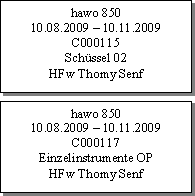 hawo 850
10.08.2009 – 10.11.2009
C000115
Schüssel 02
HFw Thomy Senf
hawo 850
10.08.2009 – 10.11.2009
C000117
Einzelinstrumente OP
HFw Thomy Senf